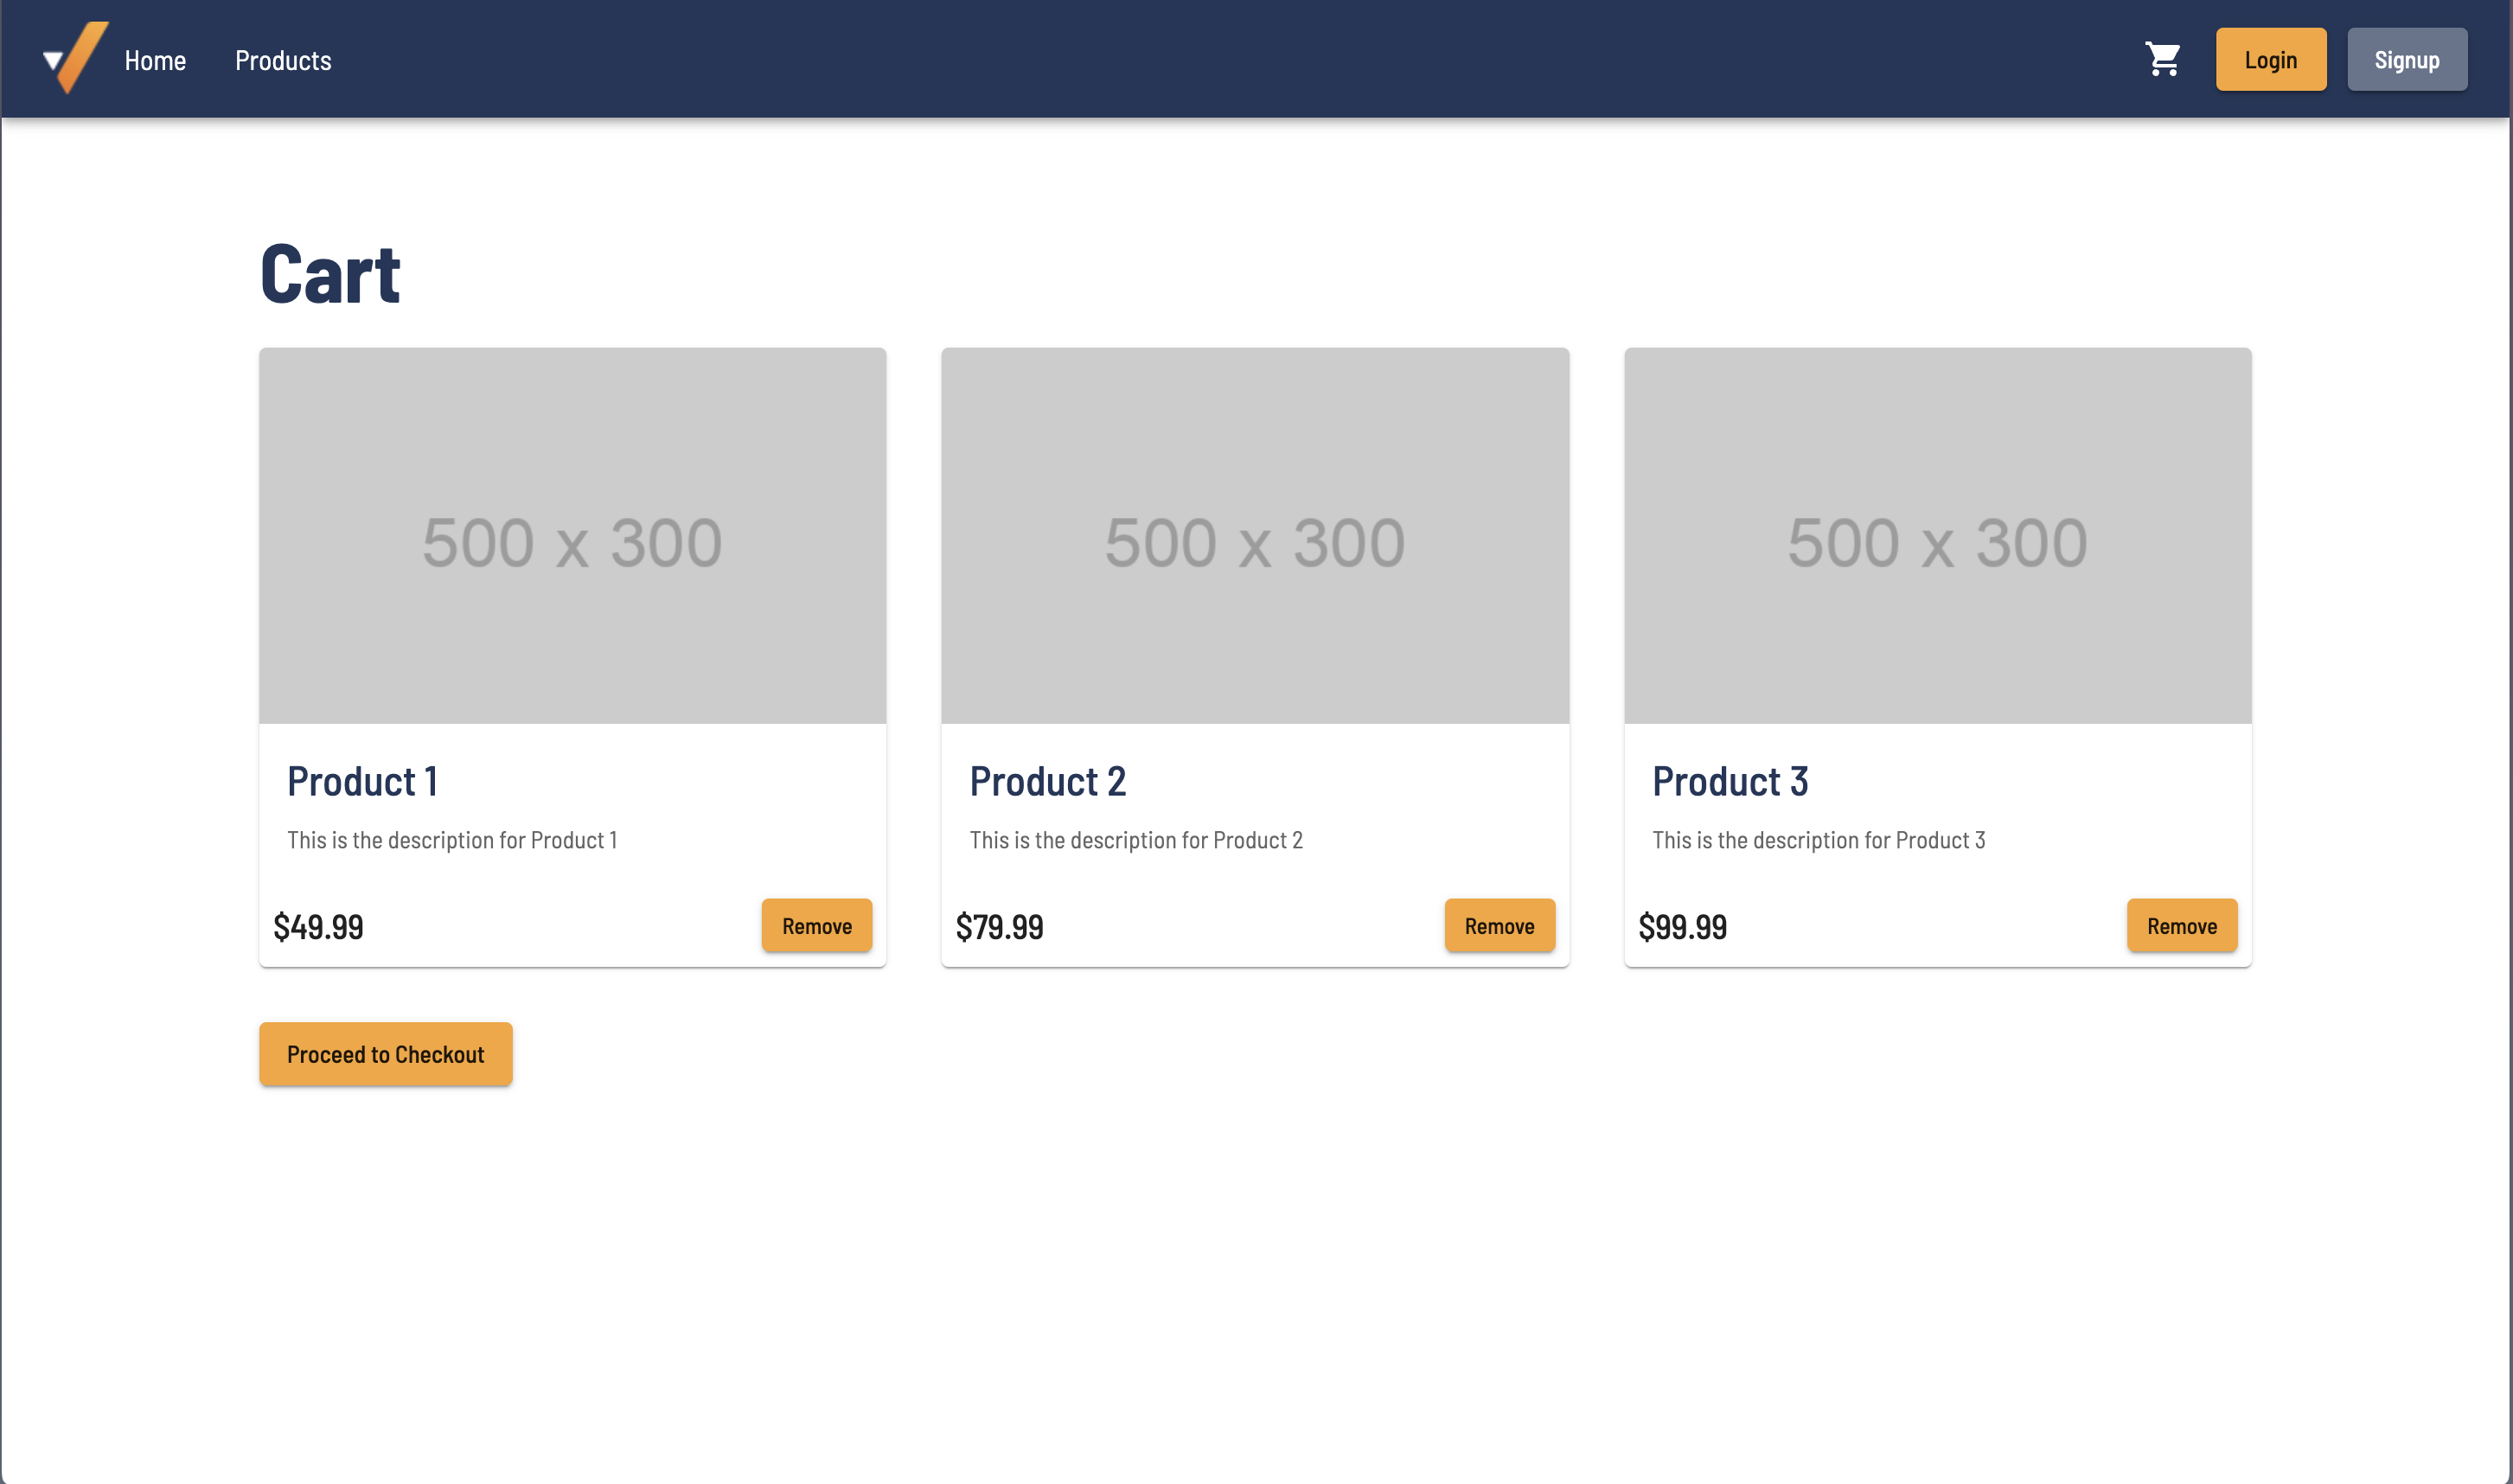 Home
Products
Login
Signup
Cart
500 x 300
500 x 300
500 x 300
Product 1
This is the description for Product 1
$49.99
Remove
Product 2
This is the description for Product 2
$79.99
Remove
Product 3
This is the description for Product 3
$99.99
Remove
Proceed to Checkout